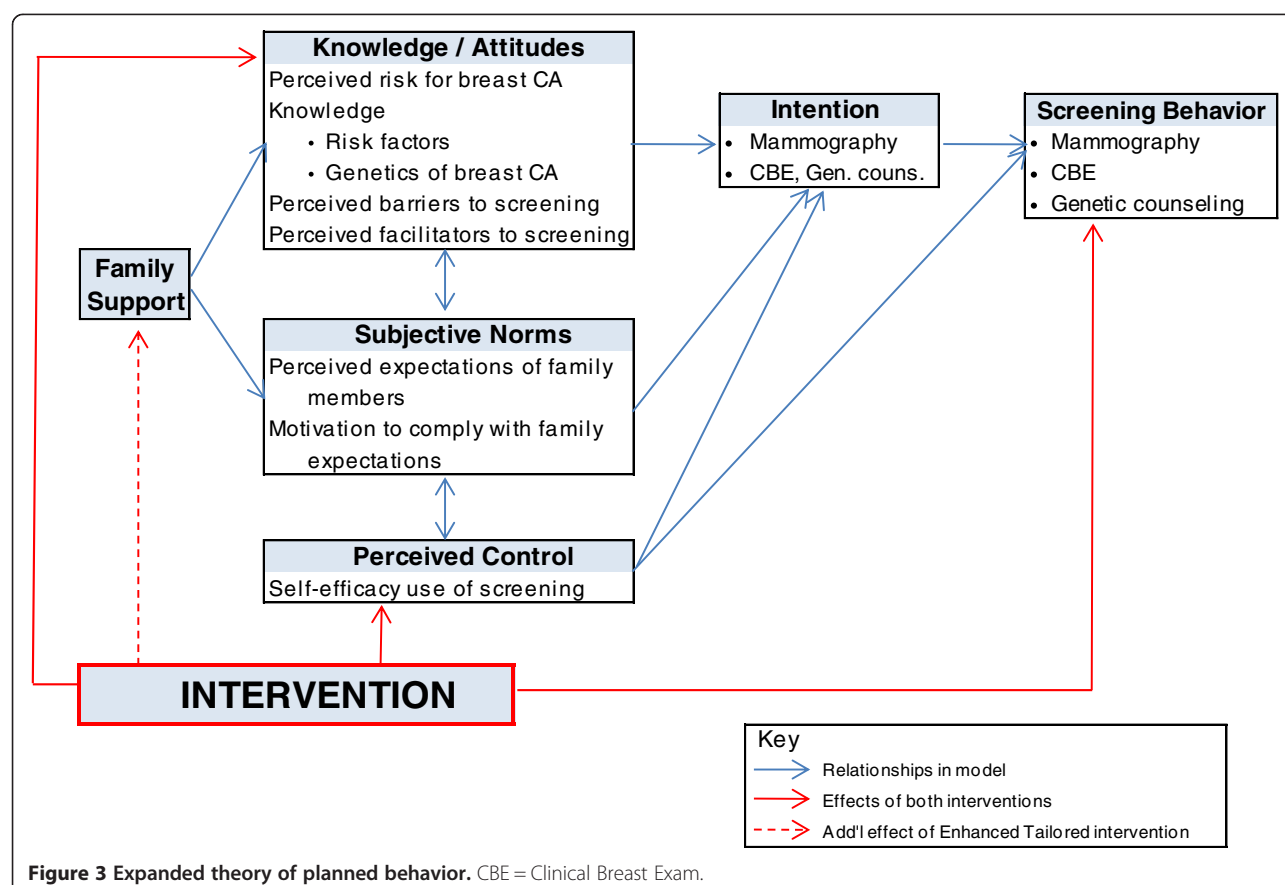 Knowledge / Attitudes
Perceived risk for breast CA
Knowledge
• Risk factors
• Genetics of breast CA
Perceived barriers to screening
Perceived facilitators to screening
Intention
• Mammography
• CBE, Gen. couns.
Screening Behavior
• Mammography
• CBE
• Genetic counseling
Family
Support
Subjective Norms
Perceived expectations of family
members
Motivation to comply with family
expectations
Perceived Control
Self-efficacy use of screening
INTERVENTION
Key
Relationships in model
Effects of both interventions
Add'l effect of Enhanced Tailored intervention
Figure 3 Expanded theory of planned behavior. CBE = Clinical Breast Exam.